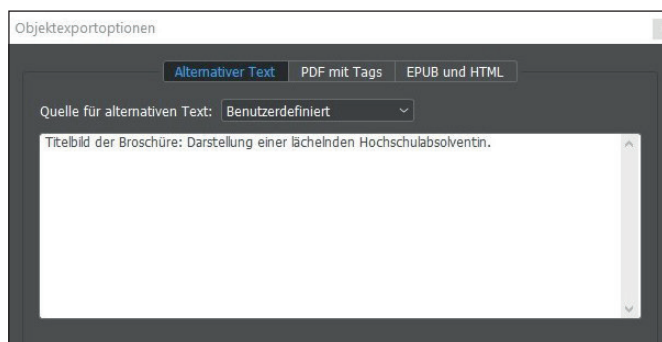 Objektexportoptionen
Alternativer Text
PDF mit Tags
EPUB und HTML
Quelle für alternativen Text: Benutzerdefiniert
Titelbild der Broschüre: Darstellung einer lächelnden Hochschulabsolventin.